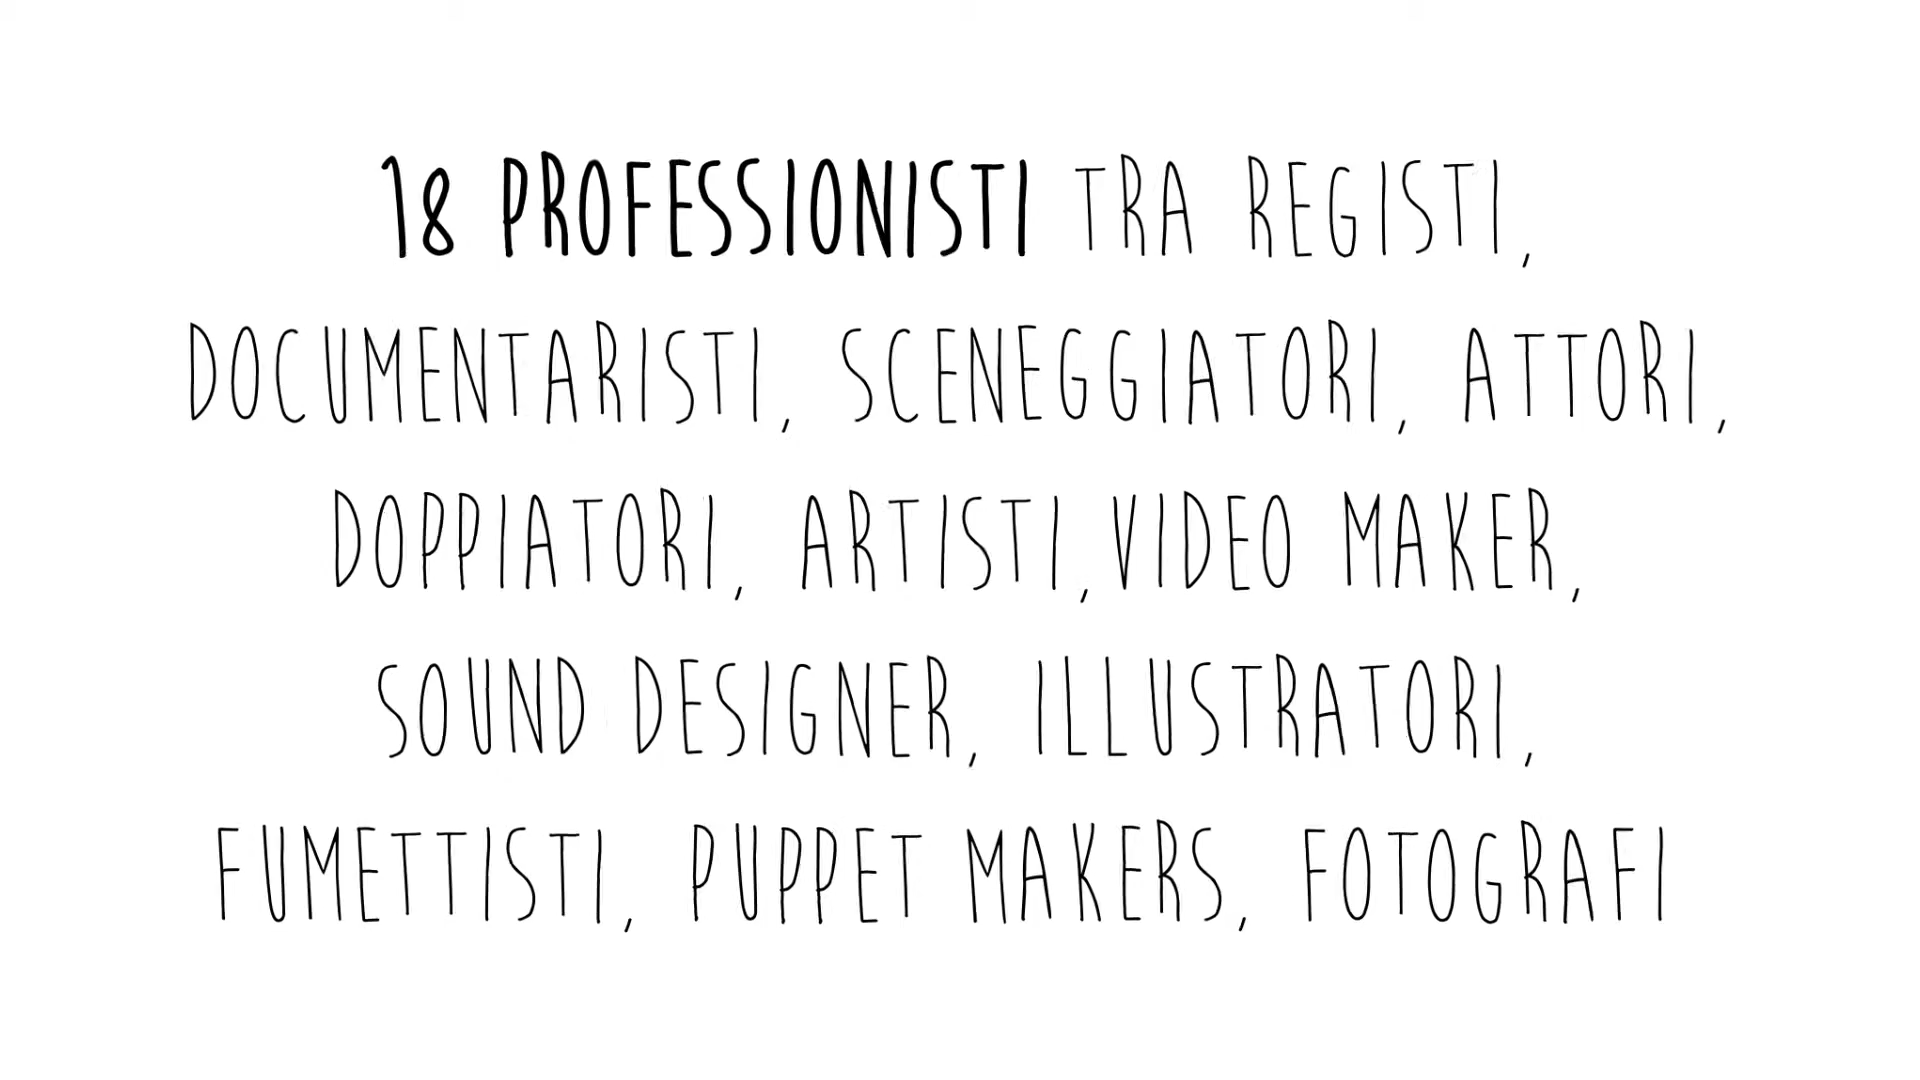 18 PROFESSIONISTI TRA REGISTI,
DOCUMENTARISTI, SCENEGGIATORI, ATTORI,
DOPPIATORI, ARTISTI,VIDEO MAKER,
SOUND DESIGNER, ILLUSTRATORI,
FUMETTISTI, PUPPET MAKERS, FOTOGRAFI